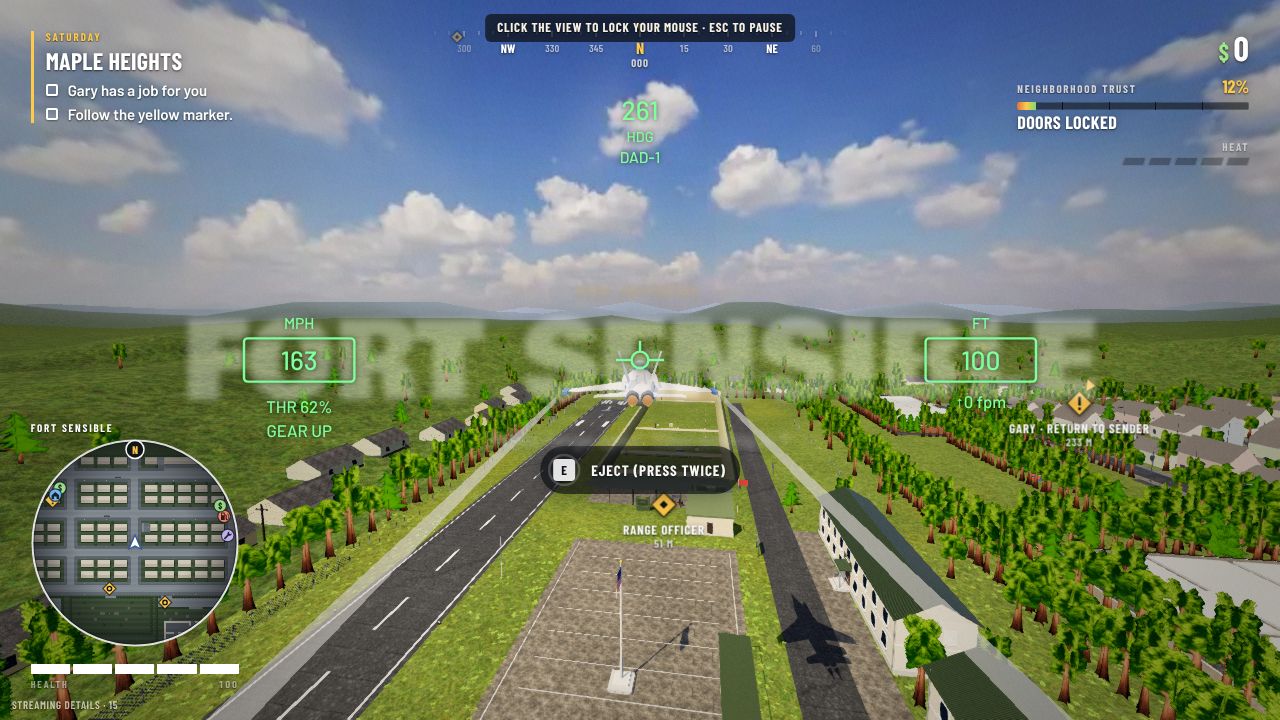 CLICK THE VIEW TO LOCK YOUR MOUSE · ESC TO PAUSE
SATURDAY
MAPLE HEIGHTS
Gary has a job for you
Follow the yellow marker.
300 NW 330 345 N 15 30 NE 60
000
$ 0
NEIGHBORHOOD TRUST 12%
DOORS LOCKED
HEAT
261
HDG
DAD-1
FORT SENSIBLE
MPH
163
THR 62%
GEAR UP
FT
100
↑0 fpm
GARY · RETURN TO SENDER
233 M
E EJECT (PRESS TWICE)
RANGE OFFICER
51 M
FORT SENSIBLE
N
HEALTH 100
STREAMING DETAILS · 15